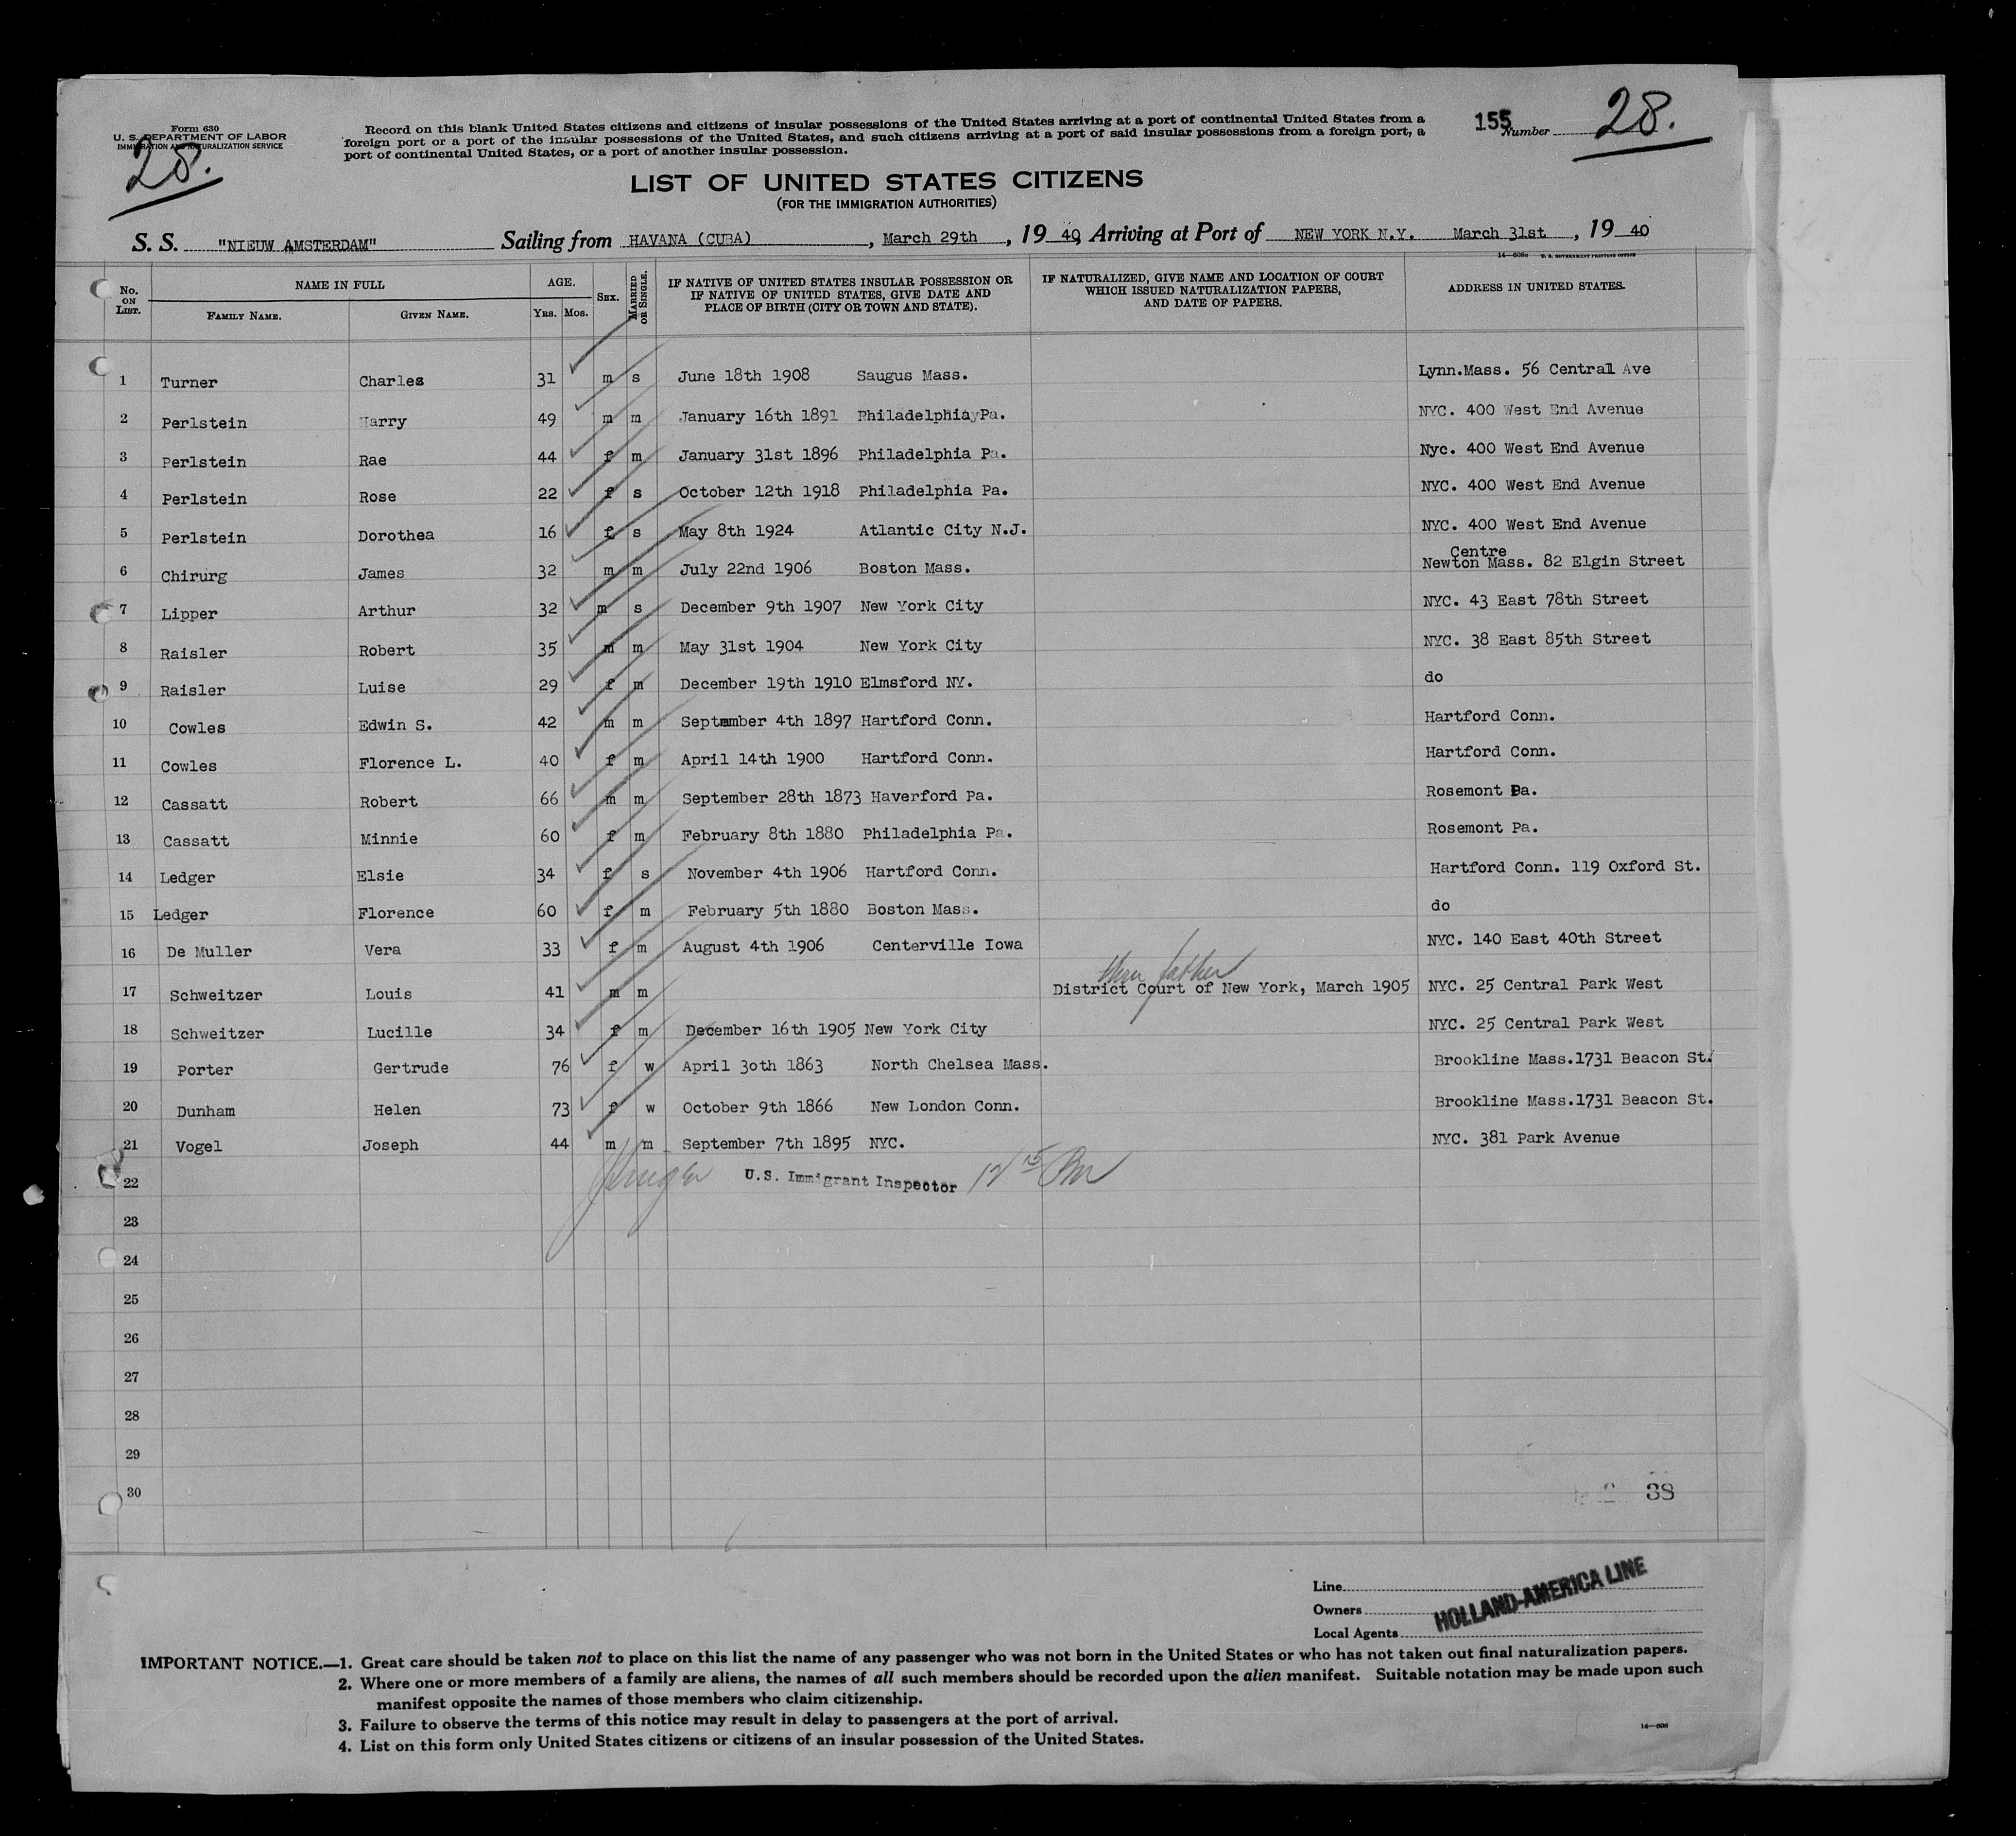 Form 630
U. S. DEPARTMENT OF LABOR
IMMIGRATION AND NATURALIZATION SERVICE
28.
Record on this blank United States citizens and citizens of insular possessions of the United States arriving at a port of continental United States from a
foreign port or a port of the insular possessions of the United States, and such citizens arriving at a port of said insular possessions from a foreign port, a
port of continental United States, or a port of another insular possession.
155 Number 28.
LIST OF UNITED STATES CITIZENS
(FOR THE IMMIGRATION AUTHORITIES)
S. S. "NIEUW AMSTERDAM" Sailing from HAVANA (CUBA), March 29th, 19 40, Arriving at Port of NEW YORK N.Y. March 31st, 19 40
14—608c U. S. GOVERNMENT PRINTING OFFICE
No. ON LIST. NAME IN FULL FAMILY NAME. GIVEN NAME. AGE. YRS. MOS. SEX. MARRIED OR SINGLE. IF NATIVE OF UNITED STATES INSULAR POSSESSION OR IF NATIVE OF UNITED STATES, GIVE DATE AND PLACE OF BIRTH (CITY OR TOWN AND STATE). IF NATURALIZED, GIVE NAME AND LOCATION OF COURT WHICH ISSUED NATURALIZATION PAPERS, AND DATE OF PAPERS. ADDRESS IN UNITED STATES.
1 Turner Charles 31 m s June 18th 1908 Saugus Mass. Lynn.Mass. 56 Central Ave
2 Perlstein Harry 49 m m January 16th 1891 PhiladelphiayPa. NYC. 400 West End Avenue
3 Perlstein Rae 44 f m January 31st 1896 Philadelphia Pa. Nyc. 400 West End Avenue
4 Perlstein Rose 22 f s October 12th 1918 Philadelphia Pa. NYC. 400 West End Avenue
5 Perlstein Dorothea 16 f s May 8th 1924 Atlantic City N.J. NYC. 400 West End Avenue
Centre
6 Chirurg James 32 m m July 22nd 1906 Boston Mass. Newton Mass. 82 Elgin Street
7 Lipper Arthur 32 m s December 9th 1907 New York City NYC. 43 East 78th Street
8 Raisler Robert 35 m m May 31st 1904 New York City NYC. 38 East 85th Street
9 Raisler Luise 29 f m December 19th 1910 Elmsford NY. do
10 Cowles Edwin S. 42 m m September 4th 1897 Hartford Conn. Hartford Conn.
11 Cowles Florence L. 40 f m April 14th 1900 Hartford Conn. Hartford Conn.
12 Cassatt Robert 66 m m September 28th 1873 Haverford Pa. Rosemont Pa.
13 Cassatt Minnie 60 f m February 8th 1880 Philadelphia Pa. Rosemont Pa.
14 Ledger Elsie 34 f s November 4th 1906 Hartford Conn. Hartford Conn. 119 Oxford St.
15 Ledger Florence 60 f m February 5th 1880 Boston Mass. do
16 De Muller Vera 33 f m August 4th 1906 Centerville Iowa NYC. 140 East 40th Street
father
17 Schweitzer Louis 41 m m District Court of New York, March 1905 NYC. 25 Central Park West
18 Schweitzer Lucille 34 f m December 16th 1905 New York City NYC. 25 Central Park West
19 Porter Gertrude 76 f w April 30th 1863 North Chelsea Mass. Brookline Mass.1731 Beacon St.
20 Dunham Helen 73 f w October 9th 1866 New London Conn. Brookline Mass.1731 Beacon St.
21 Vogel Joseph 44 m m September 7th 1895 NYC. NYC. 381 Park Avenue
22 U.S. Immigrant Inspector 12 15 Pm
23
24
25
26
27
28
29
30 38
Line
Owners
Local Agents
HOLLAND-AMERICA LINE
IMPORTANT NOTICE.—1. Great care should be taken not to place on this list the name of any passenger who was not born in the United States or who has not taken out final naturalization papers.
2. Where one or more members of a family are aliens, the names of all such members should be recorded upon the alien manifest. Suitable notation may be made upon such
manifest opposite the names of those members who claim citizenship.
3. Failure to observe the terms of this notice may result in delay to passengers at the port of arrival.
4. List on this form only United States citizens or citizens of an insular possession of the United States.
14—608